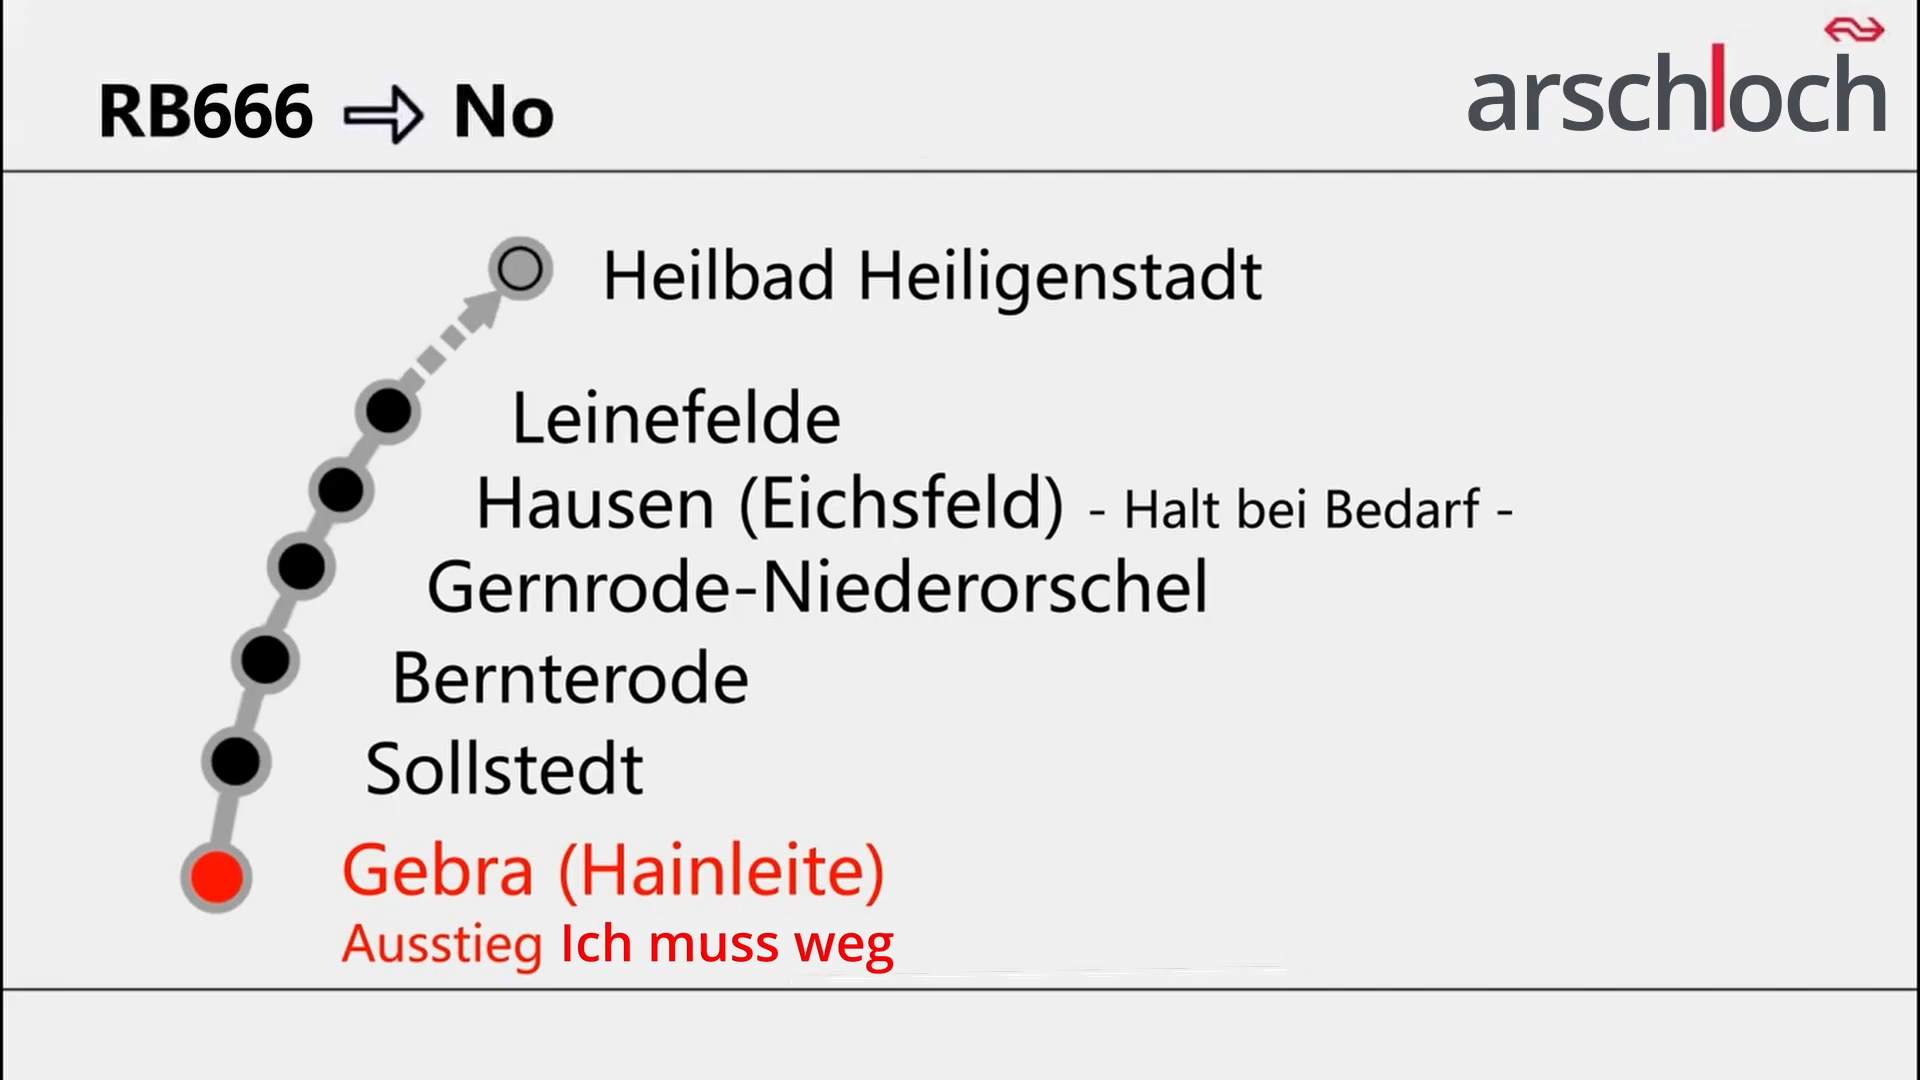 RB666 ⇨ No
arschloch
Heilbad Heiligenstadt
Leinefelde
Hausen (Eichsfeld) - Halt bei Bedarf -
Gernrode-Niederorschel
Bernterode
Sollstedt
Gebra (Hainleite)
Ausstieg Ich muss weg